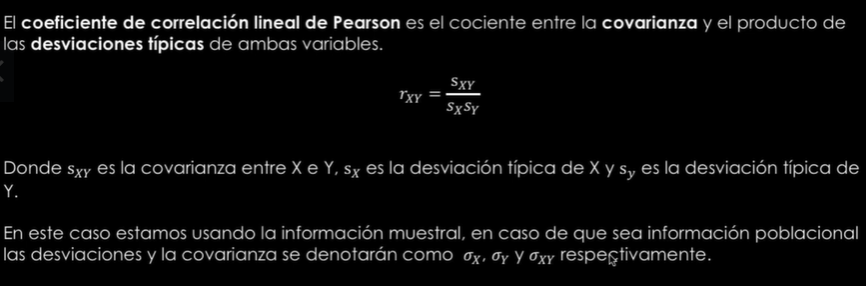 El coeficiente de correlación lineal de Pearson es el cociente entre la covarianza y el producto de
las desviaciones típicas de ambas variables.
r_{XY} = \frac{s_{XY}}{s_X s_Y}
Donde s_{XY} es la covarianza entre X e Y, s_X es la desviación típica de X y s_y es la desviación típica de
Y.
En este caso estamos usando la información muestral, en caso de que sea información poblacional
las desviaciones y la covarianza se denotarán como σ_X, σ_Y y σ_{XY} respectivamente.